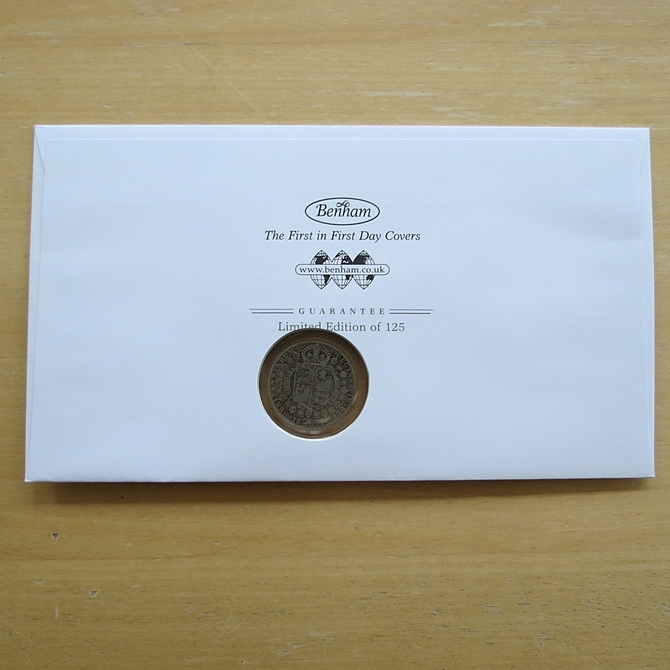 Benham
The First in First Day Covers
www.benham.co.uk
GUARANTEE
Limited Edition of 125